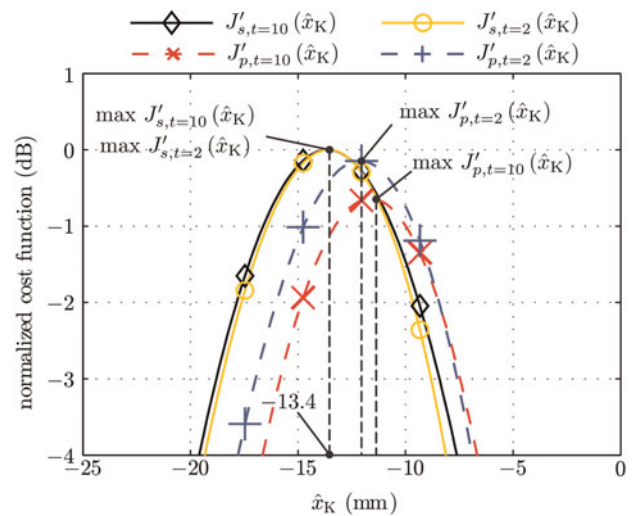 J′s,t=10 (x̂K) J′s,t=2 (x̂K)
J′p,t=10 (x̂K) J′p,t=2 (x̂K)
1
max J′s,t=10 (x̂K)
max J′s,t=2 (x̂K)
max J′p,t=2 (x̂K)
max J′p,t=10 (x̂K)
0
−1
−2
−3
−4
normalized cost function (dB)
−13.4
−25 −20 −15 −10 −5 0
x̂K (mm)